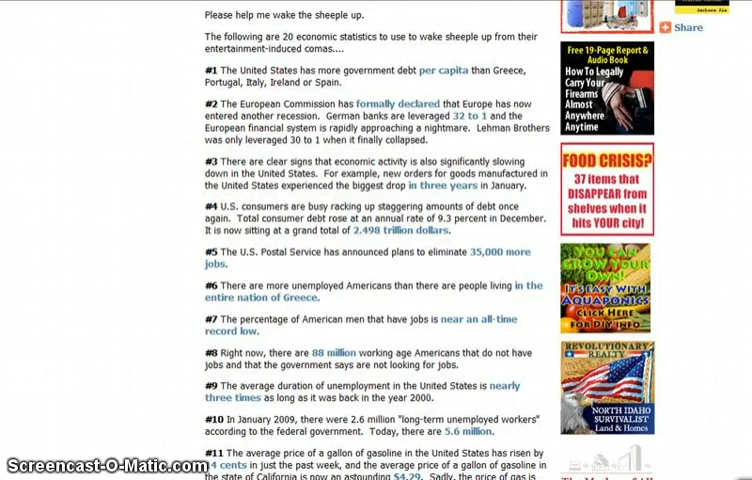 Please help me wake the sheeple up.
The following are 20 economic statistics to use to wake sheeple up from their
entertainment-induced comas....
#1 The United States has more government debt per capita than Greece,
Portugal, Italy, Ireland or Spain.
#2 The European Commission has formally declared that Europe has now
entered another recession.  German banks are leveraged 32 to 1 and the
European financial system is rapidly approaching a nightmare.  Lehman Brothers
was only leveraged 30 to 1 when it finally collapsed.
#3 There are clear signs that economic activity is also significantly slowing
down in the United States.  For example, new orders for goods manufactured in
the United States experienced the biggest drop in three years in January.
#4 U.S. consumers are busy racking up staggering amounts of debt once
again.  Total consumer debt rose at an annual rate of 9.3 percent in December.
It is now sitting at a grand total of 2.498 trillion dollars.
#5 The U.S. Postal Service has announced plans to eliminate 35,000 more
jobs.
#6 There are more unemployed Americans than there are people living in the
entire nation of Greece.
#7 The percentage of American men that have jobs is near an all-time
record low.
#8 Right now, there are 88 million working age Americans that do not have
jobs and that the government says are not looking for jobs.
#9 The average duration of unemployment in the United States is nearly
three times as long as it was back in the year 2000.
#10 In January 2009, there were 2.6 million "long-term unemployed workers"
according to the federal government.  Today, there are 5.6 million.
#11 The average price of a gallon of gasoline in the United States has risen by
4 cents in just the past week, and the average price of a gallon of gasoline in
the state of California is now an astounding $4.29.  Sadly, the price of gas is
Share
Free 19-Page Report &
Audio Book
How To Legally
Carry Your
Firearms
Almost
Anywhere
Anytime
FOOD CRISIS?
37 items that
DISAPPEAR from
shelves when it
hits YOUR city!
YOU CAN
GROW YOUR
OWN!
IT'S EASY WITH
AQUAPONICS
CLICK HERE
FOR DIY INFO
REVOLUTIONARY
REALTY
NORTH IDAHO
SURVIVALIST
Land & Homes
Screencast-O-Matic.com